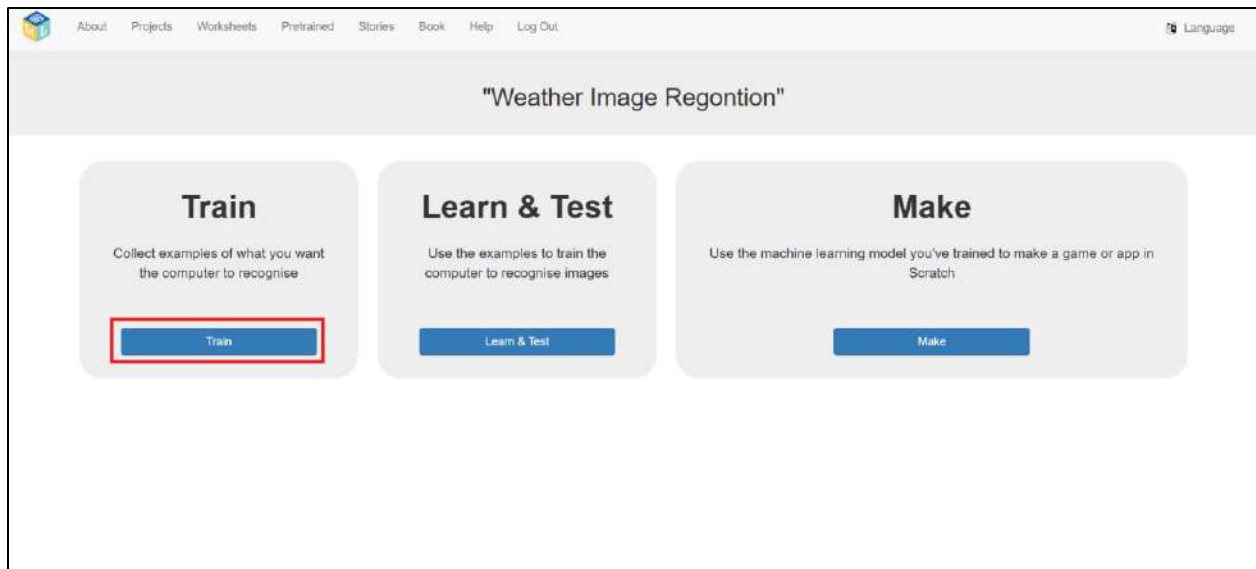 About Projects Worksheets Pretrained Stories Book Help Log Out
Language
"Weather Image Regontion"
Train
Collect examples of what you want
the computer to recognise
Train
Learn & Test
Use the examples to train the
computer to recognise images
Learn & Test
Make
Use the machine learning model you've trained to make a game or app in
Scratch
Make